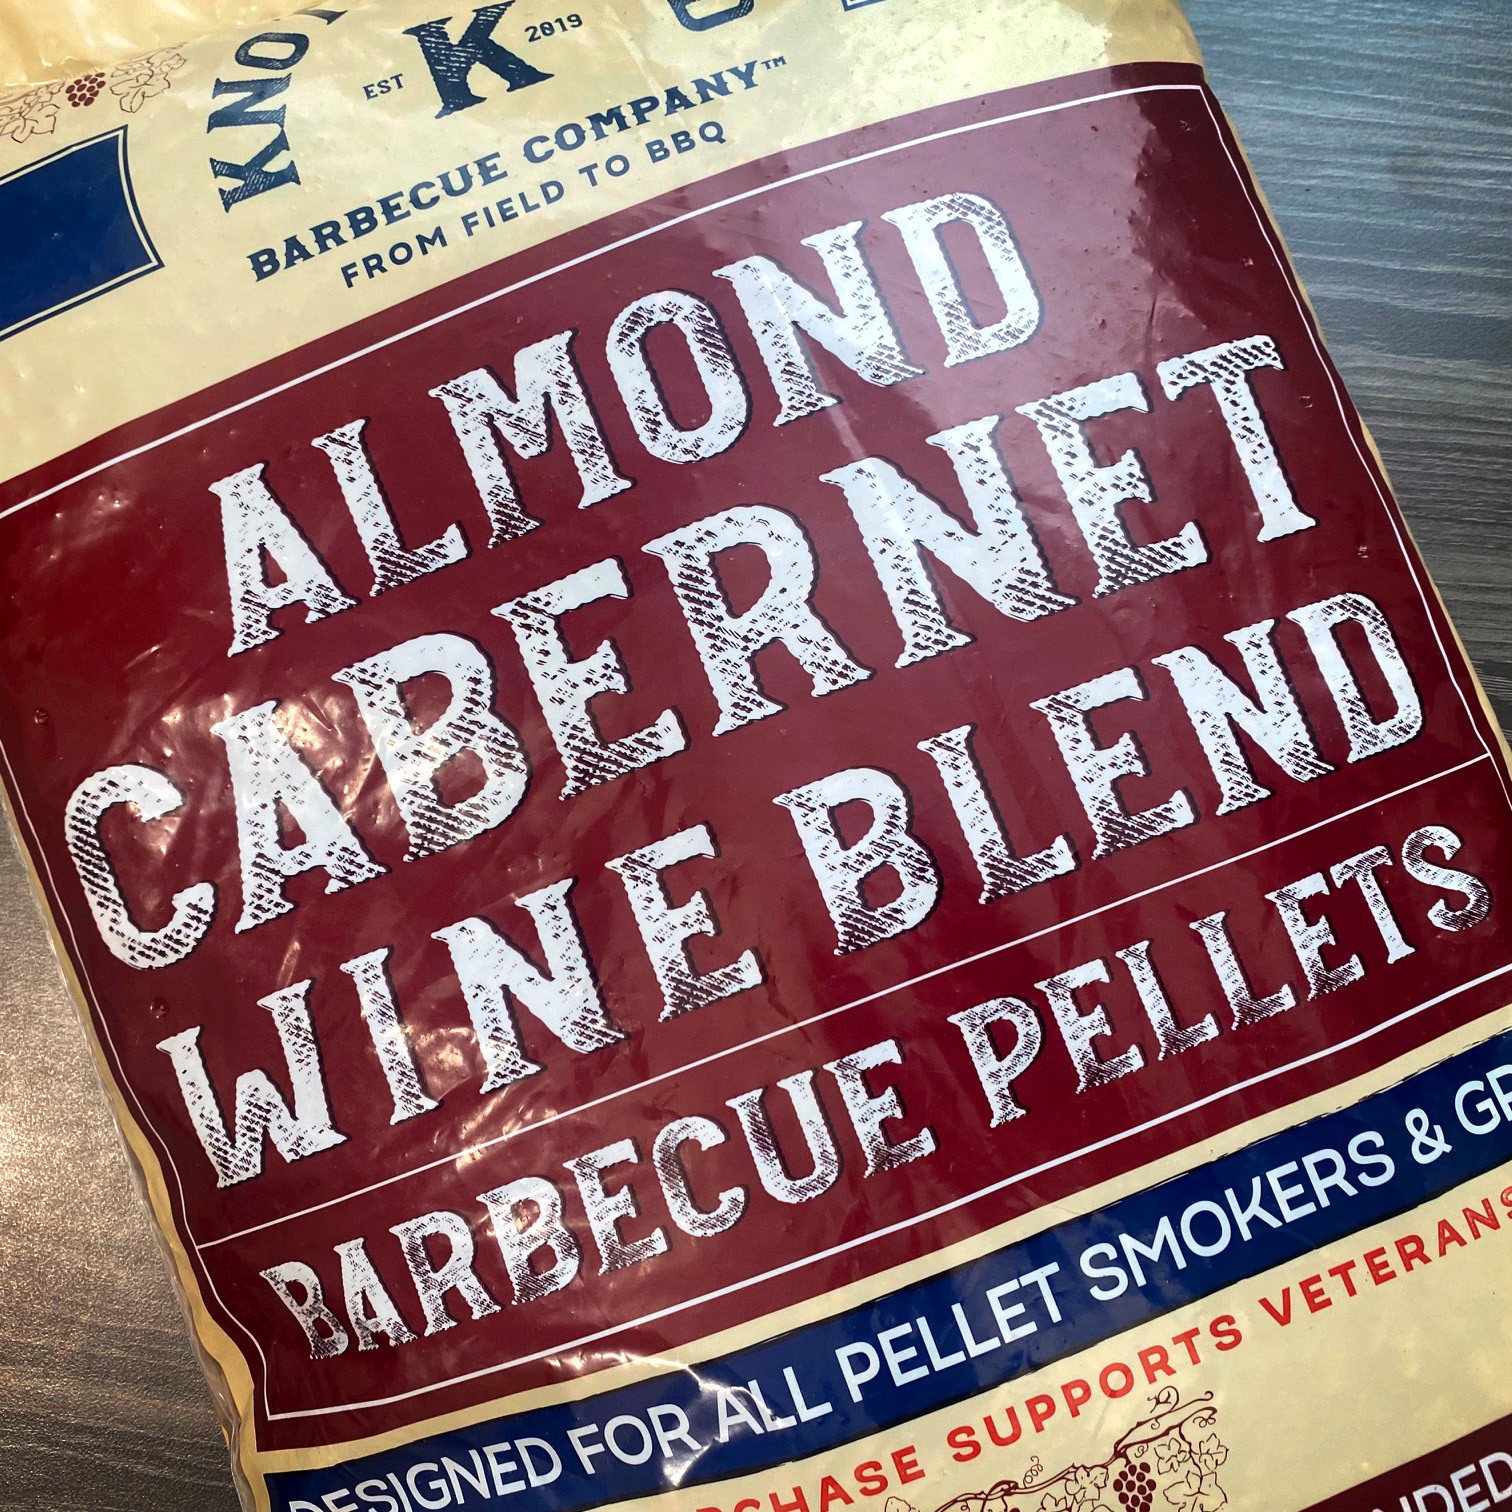 EST K 2019
BARBECUE COMPANY™
FROM FIELD TO BBQ
ALMOND
CABERNET
WINE BLEND
BARBECUE PELLETS
DESIGNED FOR ALL PELLET SMOKERS &
SUPPORTS VETERANS